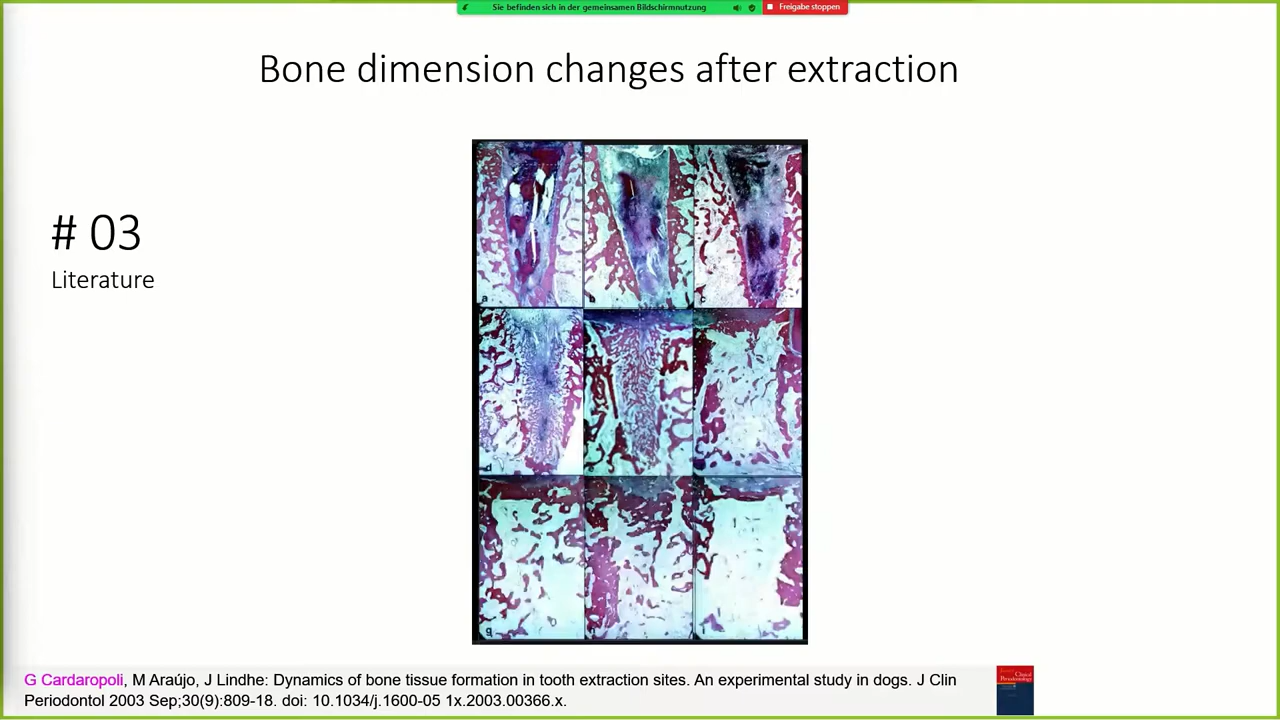 Sie befinden sich in der gemeinsamen Bildschirmnutzung
Freigabe stoppen
Bone dimension changes after extraction
# 03
Literature
a
b
c
d
e
g
G Cardaropoli, M Araújo, J Lindhe: Dynamics of bone tissue formation in tooth extraction sites. An experimental study in dogs. J Clin
Periodontol 2003 Sep;30(9):809-18. doi: 10.1034/j.1600-05 1x.2003.00366.x.
Clinical
Periodontology